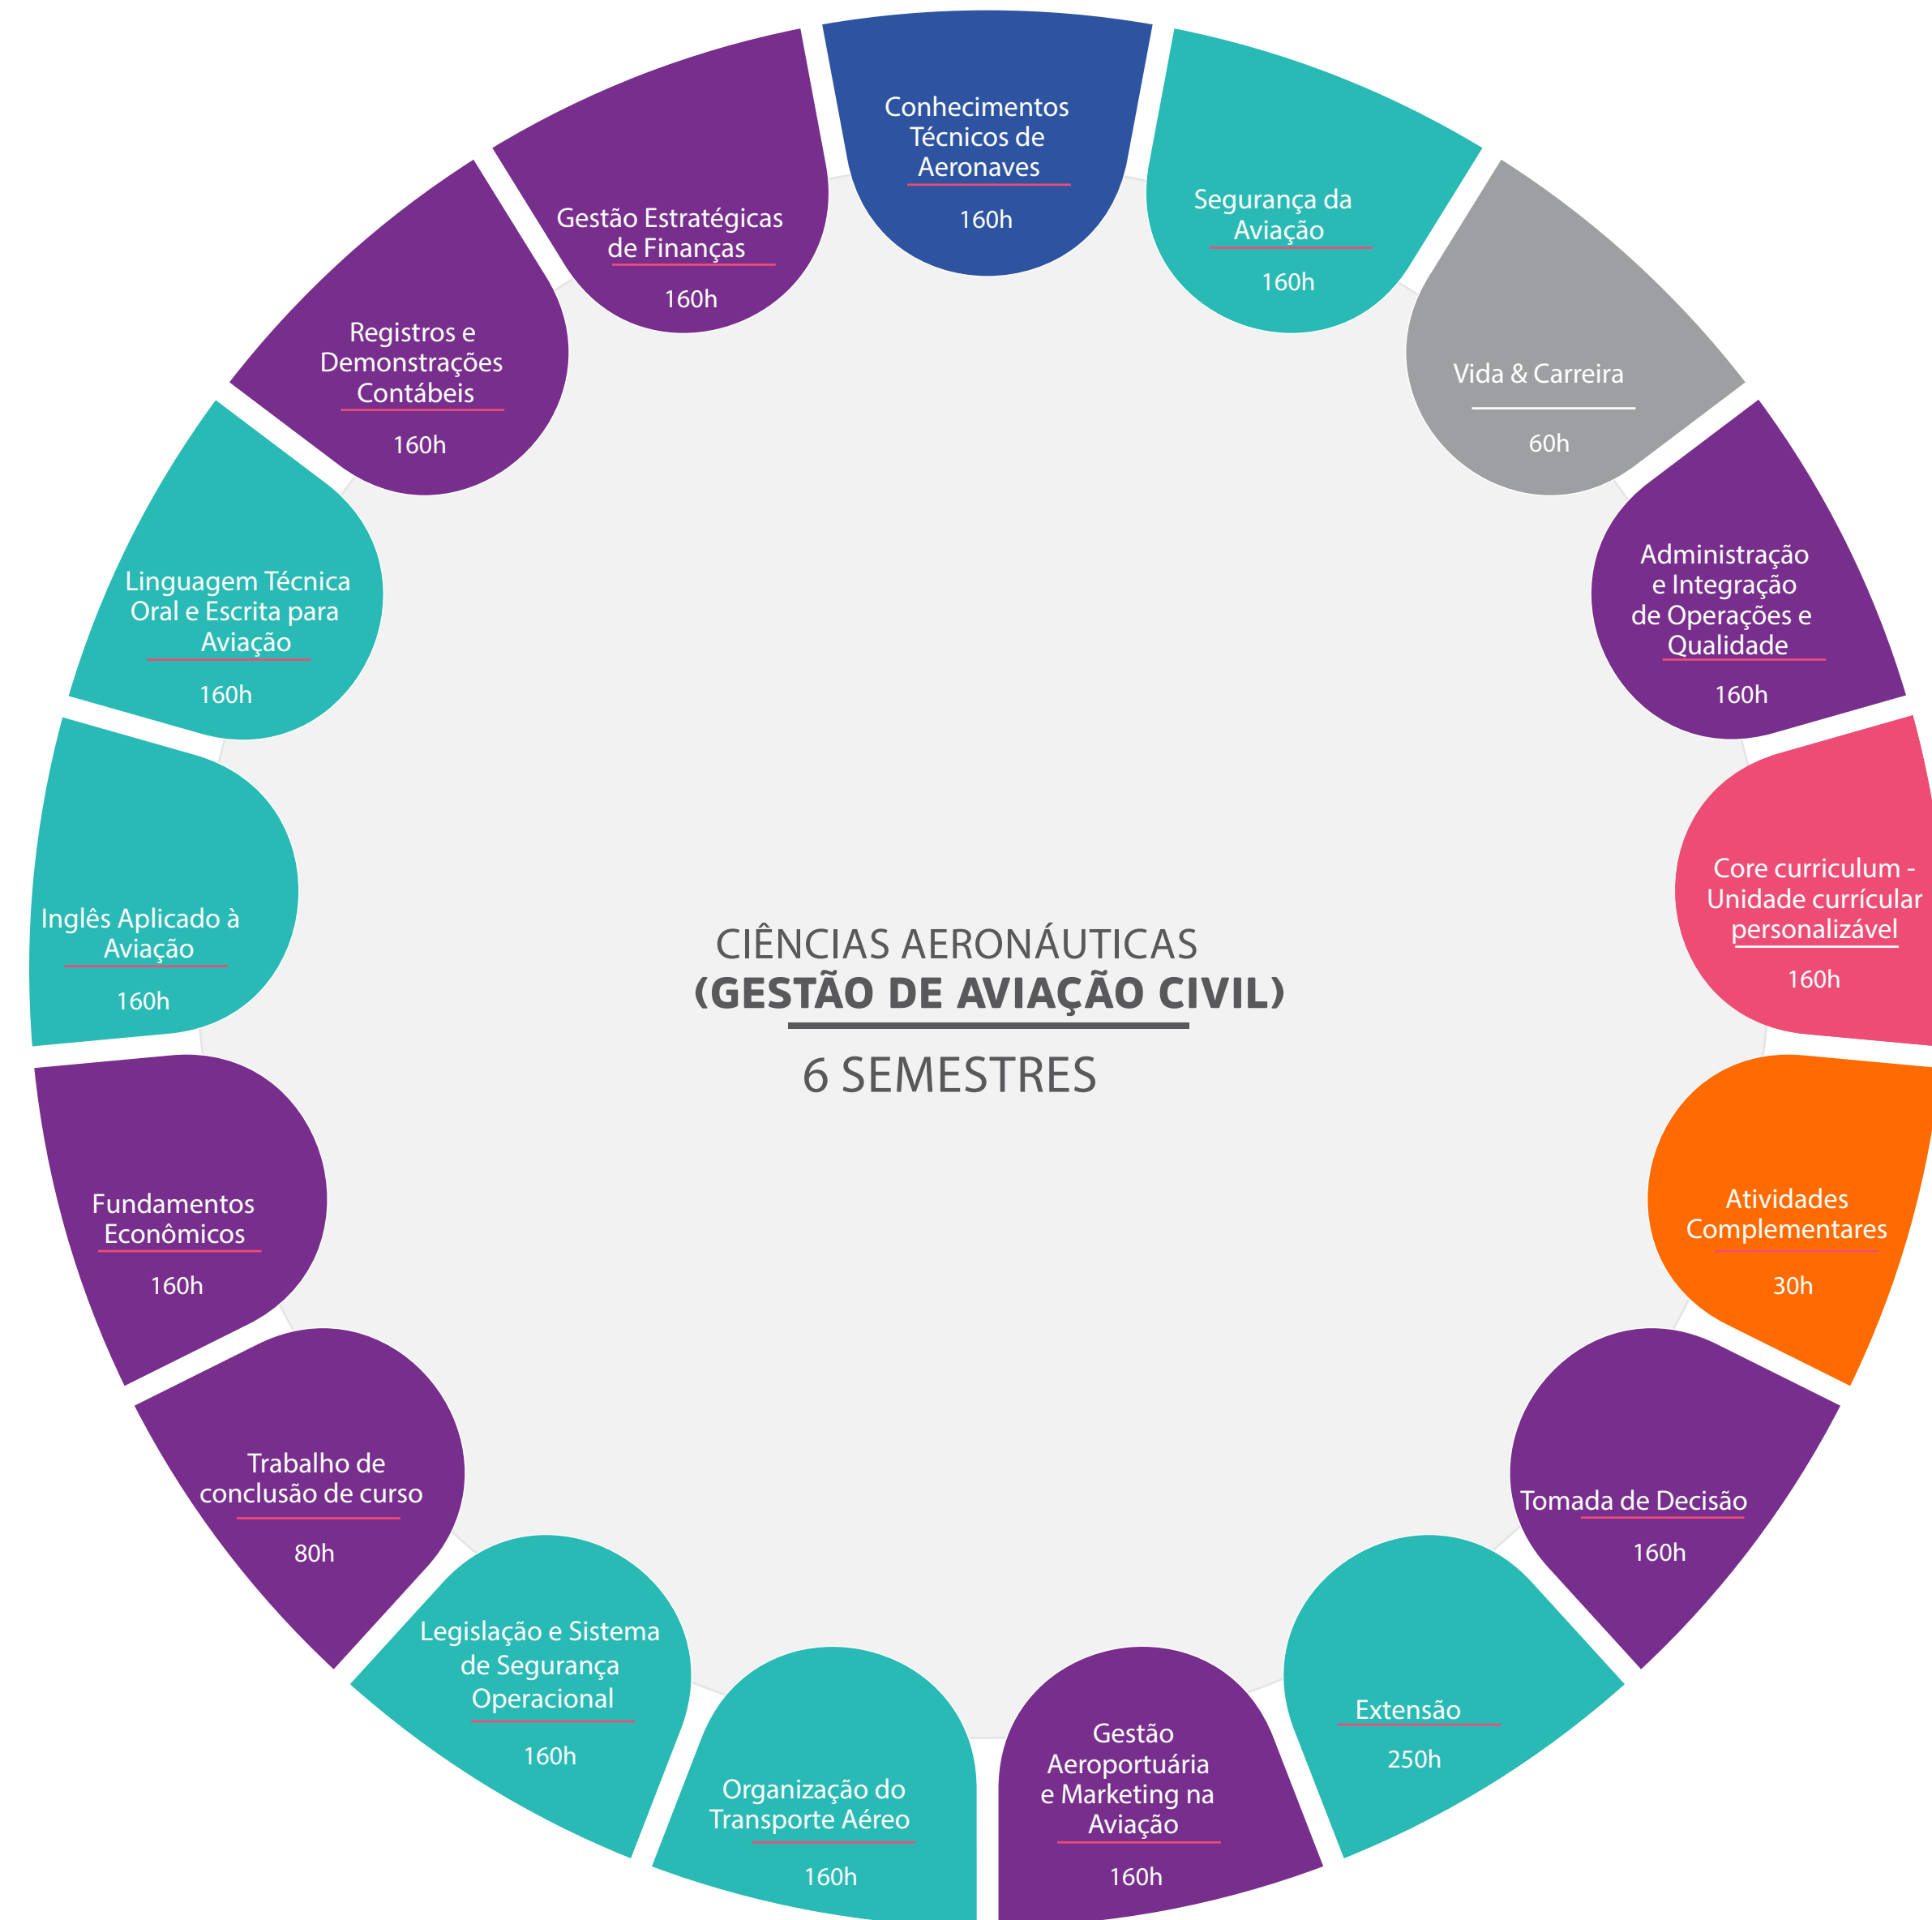 Conhecimentos
Técnicos de
Aeronaves
160h
Segurança da
Aviação
160h
Vida & Carreira
60h
Administração
e Integração
de Operações e
Qualidade
160h
Core curriculum -
Unidade currícular
personalizável
160h
Atividades
Complementares
30h
Tomada de Decisão
160h
Extensão
250h
Gestão
Aeroportuária
e Marketing na
Aviação
160h
Organização do
Transporte Aéreo
160h
Legislação e Sistema
de Segurança
Operacional
160h
Trabalho de
conclusão de curso
80h
Fundamentos
Econômicos
160h
Inglês Aplicado à
Aviação
160h
Linguagem Técnica
Oral e Escrita para
Aviação
160h
Registros e
Demonstrações
Contábeis
160h
Gestão Estratégicas
de Finanças
160h
CIÊNCIAS AERONÁUTICAS
(GESTÃO DE AVIAÇÃO CIVIL)
6 SEMESTRES